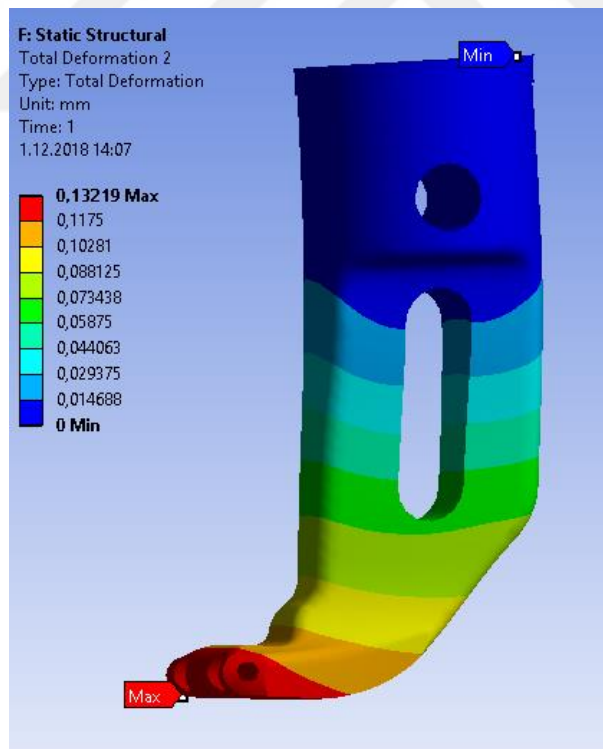 F: Static Structural
Total Deformation 2
Type: Total Deformation
Unit: mm
Time: 1
1.12.2018 14:07
0,13219 Max
0,1175
0,10281
0,088125
0,073438
0,05875
0,044063
0,029375
0,014688
0 Min
Min
Max